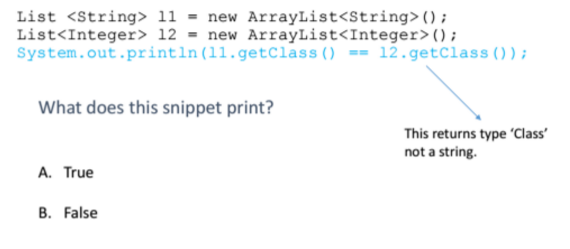 List <String> l1 = new ArrayList<String>();
List<Integer> l2 = new ArrayList<Integer>();
System.out.println(l1.getClass() == l2.getClass());
What does this snippet print?
This returns type ‘Class’
not a string.
A. True
B. False